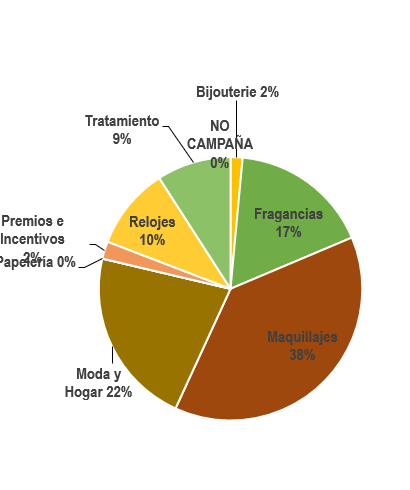 Bijouterie 2%
NO
CAMPAÑA
0%
Tratamiento
9%
Fragancias
17%
Relojes
10%
Premios e
Incentivos
2%
Papelería 0%
Maquillajes
38%
Moda y
Hogar 22%